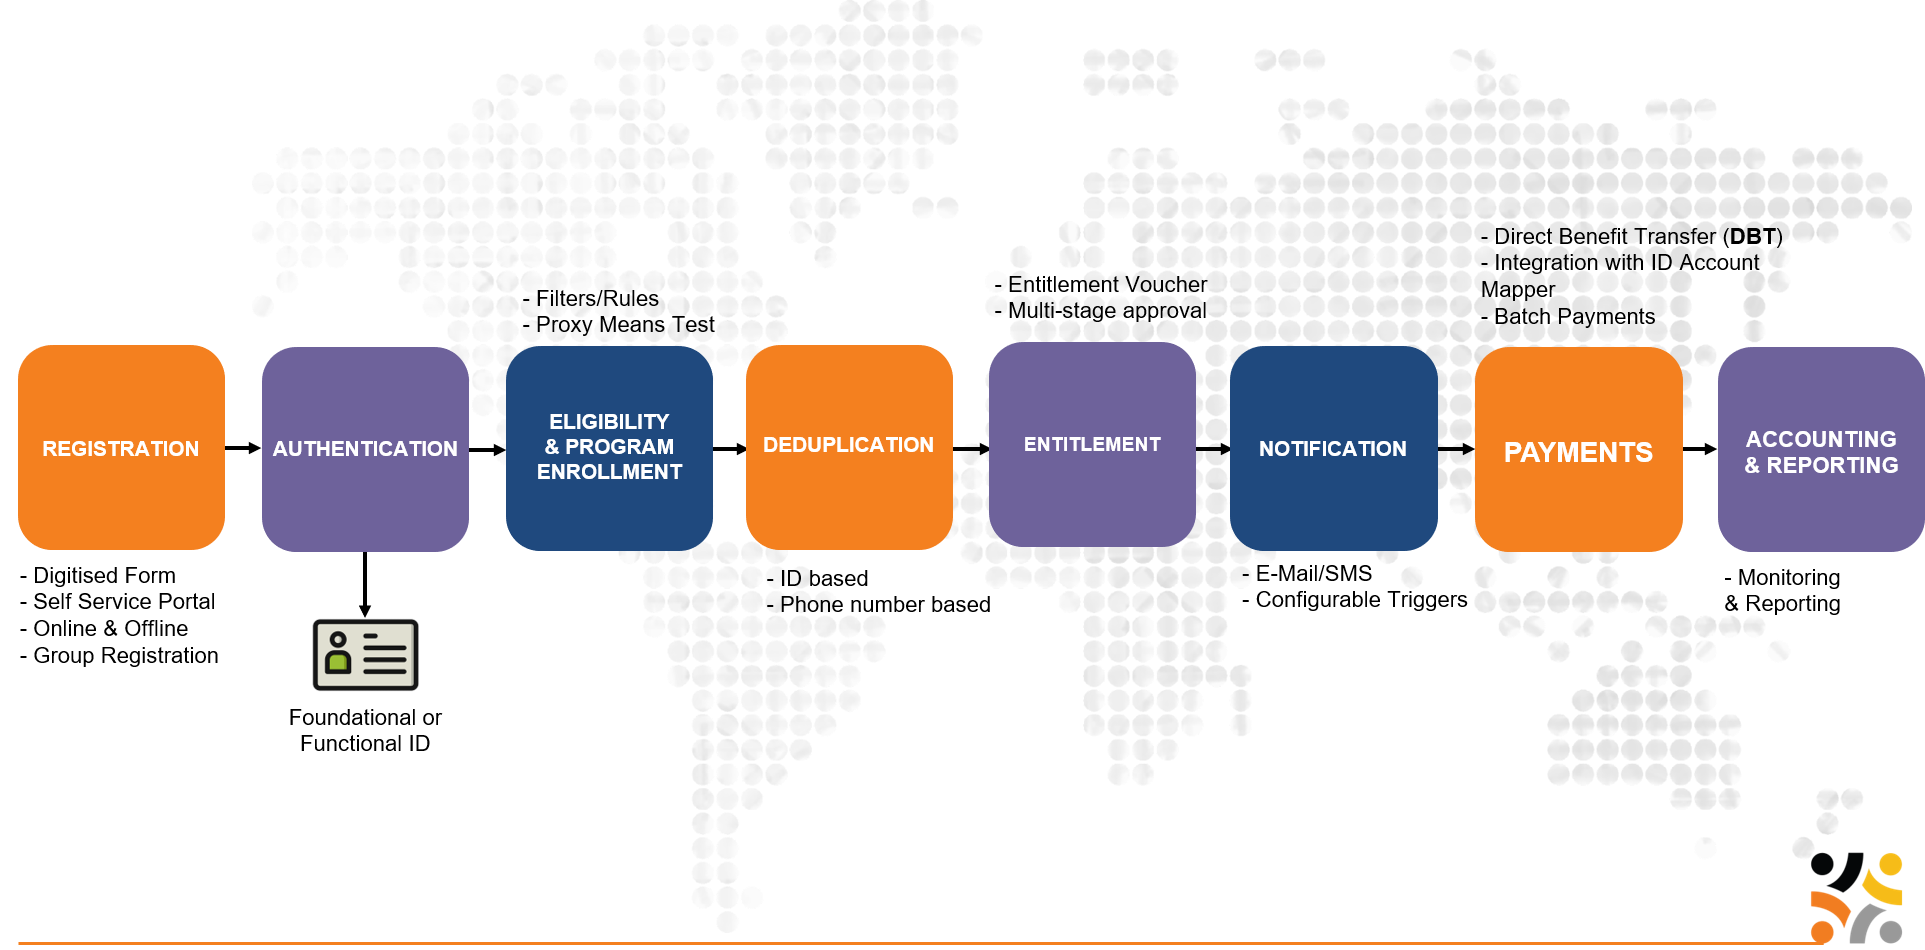 REGISTRATION
- Digitised Form
- Self Service Portal
- Online & Offline
- Group Registration
AUTHENTICATION
Foundational or
Functional ID
- Filters/Rules
- Proxy Means Test
ELIGIBILITY
& PROGRAM
ENROLLMENT
DEDUPLICATION
- ID based
- Phone number based
- Entitlement Voucher
- Multi-stage approval
ENTITLEMENT
NOTIFICATION
- E-Mail/SMS
- Configurable Triggers
- Direct Benefit Transfer (DBT)
- Integration with ID Account
Mapper
- Batch Payments
PAYMENTS
ACCOUNTING
& REPORTING
- Monitoring
& Reporting